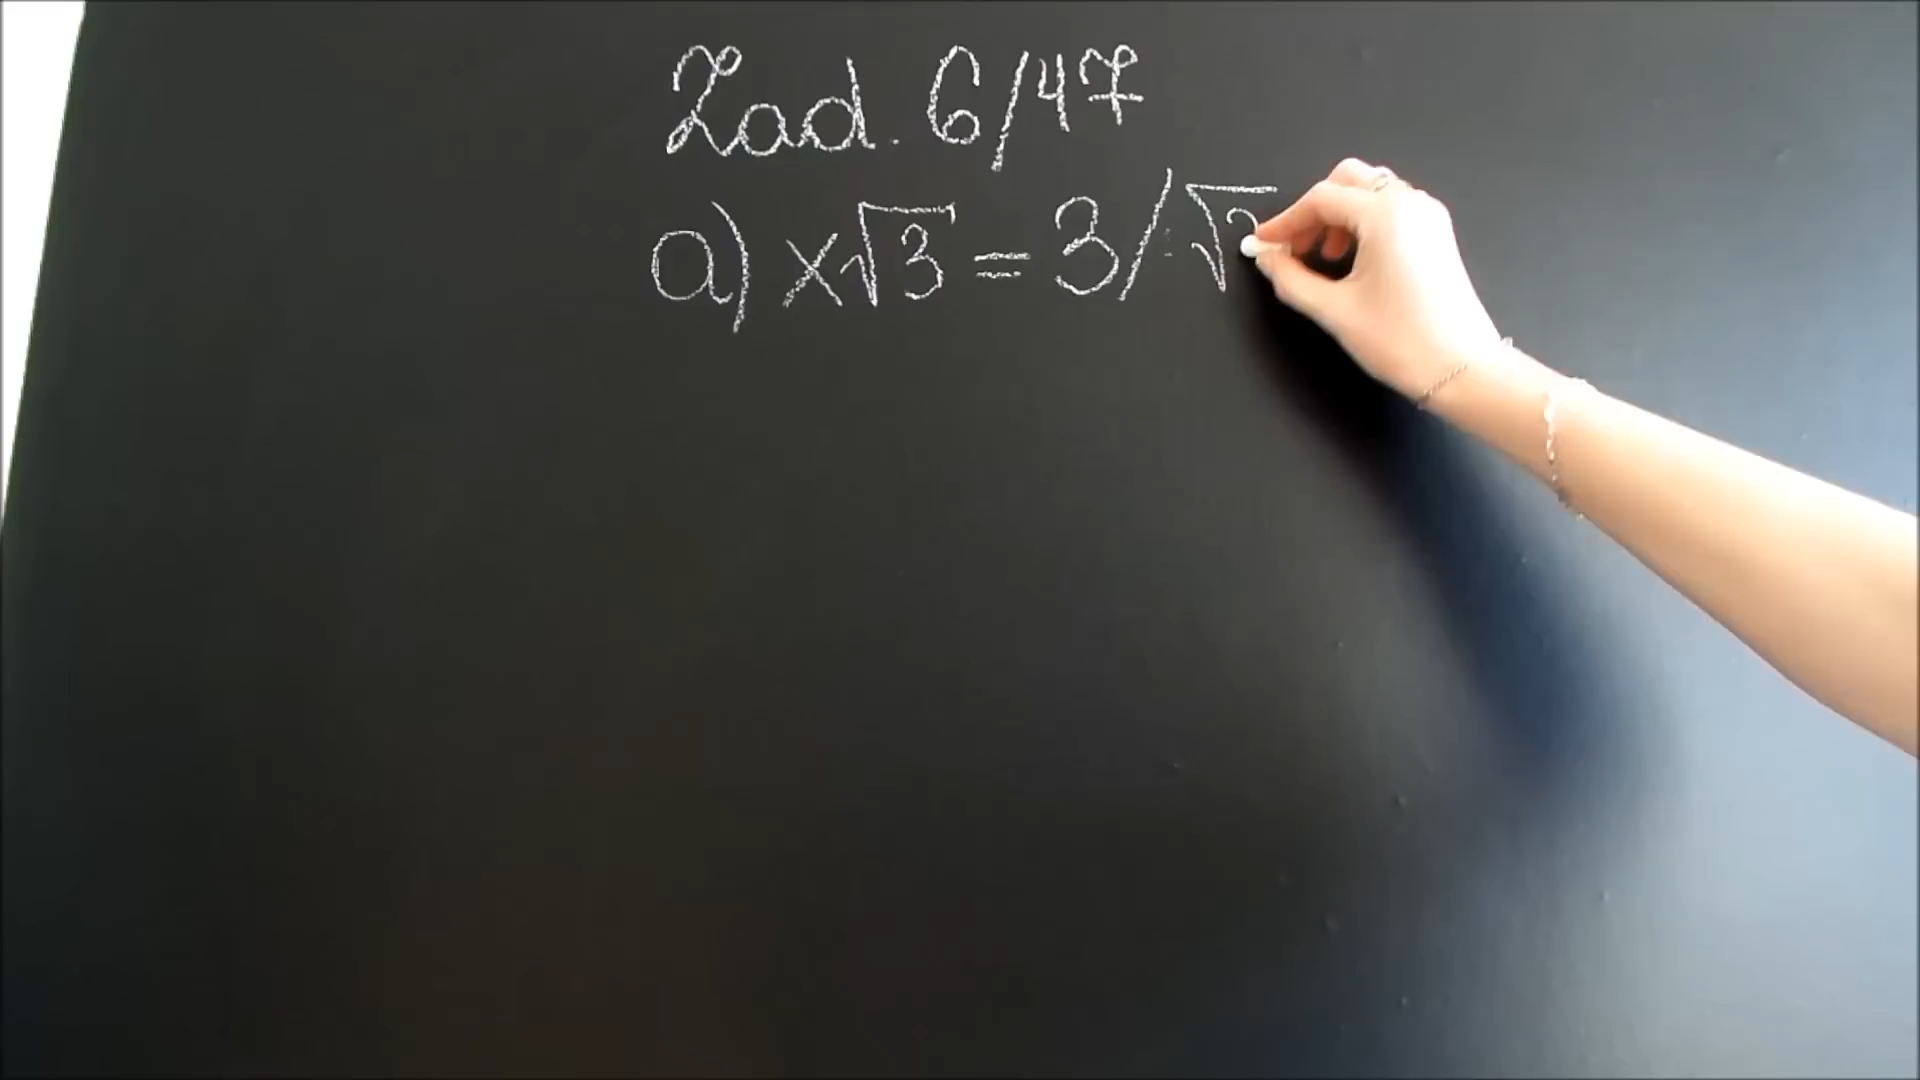 Zad. 6/47
a) x√3 = 3 /:√